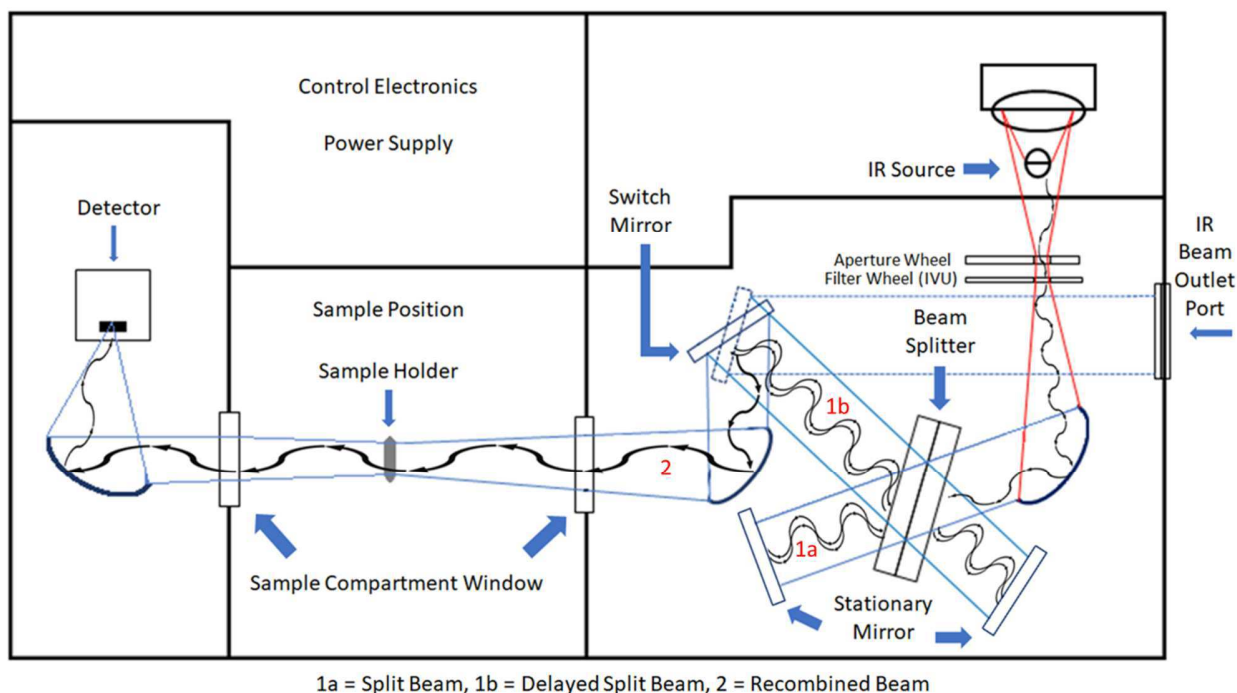 Control Electronics
Power Supply
IR Source
Detector
Switch
Mirror
IR
Beam
Outlet
Port
Aperture Wheel
Filter Wheel (IVU)
Sample Position
Beam
Splitter
Sample Holder
1b
2
1a
Sample Compartment Window
Stationary
Mirror
1a = Split Beam, 1b = Delayed Split Beam, 2 = Recombined Beam